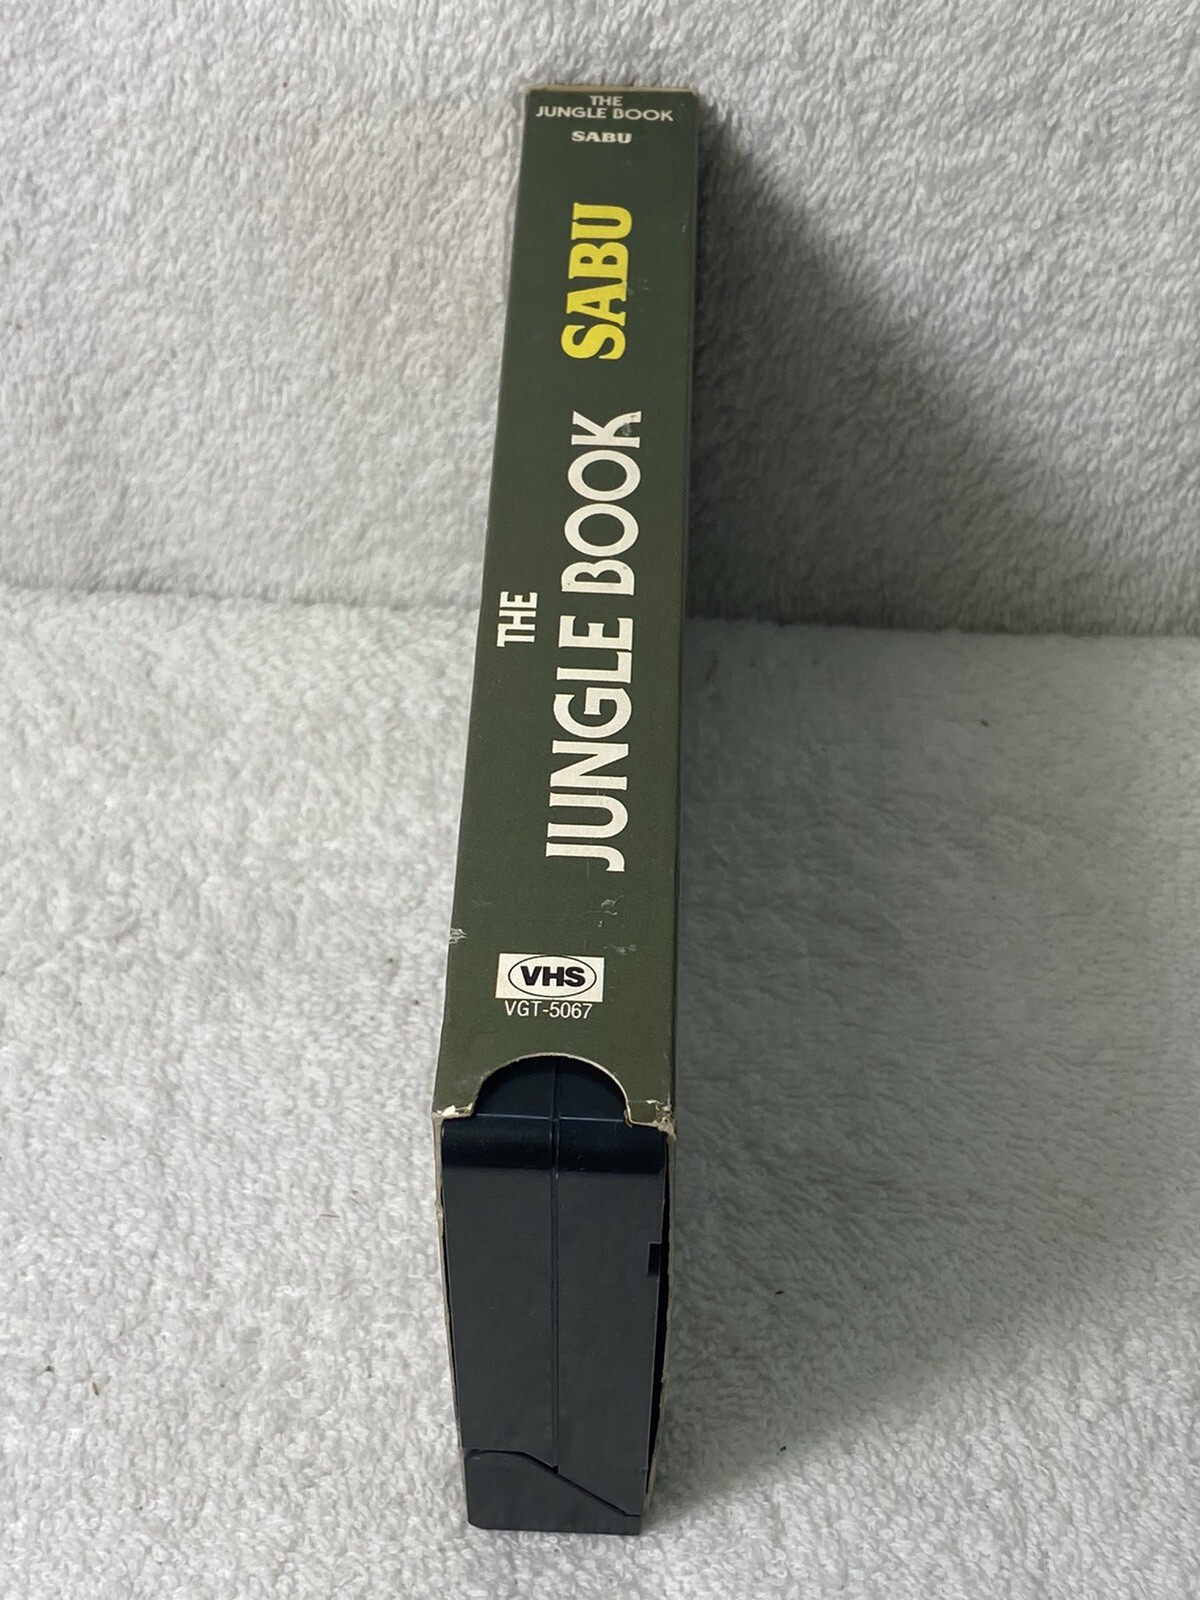 THE
JUNGLE BOOK
SABU
THE
JUNGLE BOOK SABU
VHS
VGT-5067